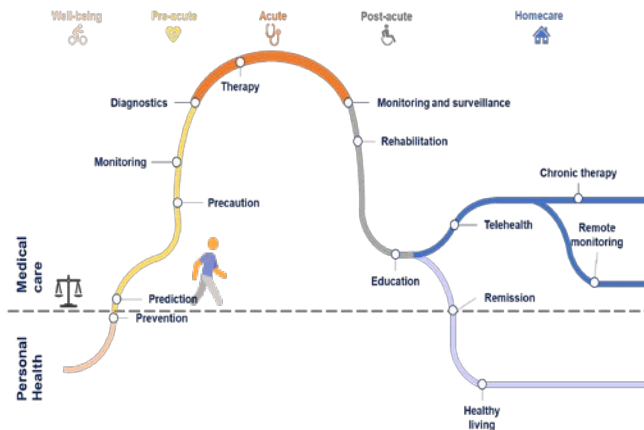 Well-being
Pre-acute
Acute
Post-acute
Homecare
Therapy
Diagnostics
Monitoring and surveillance
Rehabilitation
Monitoring
Chronic therapy
Precaution
Telehealth
Remote
monitoring
Education
Medical
care
Prediction
Remission
Prevention
Personal
Health
Healthy
living